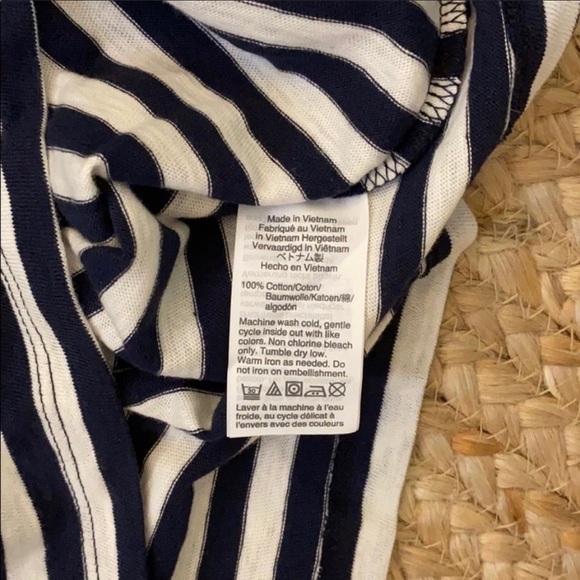 Made in Vietnam
Fabriqué au Vietnam
in Vietnam Hergestellt
Vervaardigd in Viêtnam
ベトナム製
Hecho en Vietnam
100% Cotton/Coton/
Baumwolle/Katoen/綿/
algodón
Machine wash cold, gentle
cycle inside out with like
colors. Non chlorine bleach
only. Tumble dry low.
Warm iron as needed. Do
not iron on embellishment.
Laver à la machine à l'eau
froide, au cycle délicat à
l'envers avec des couleurs